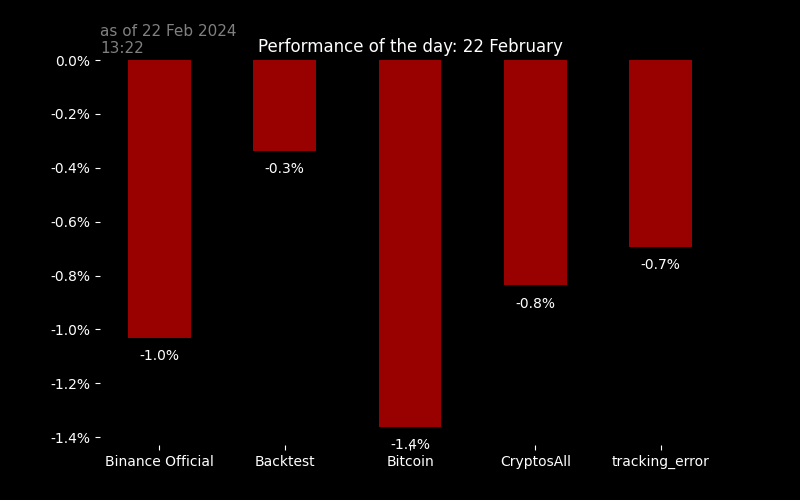 as of 22 Feb 2024
13:22
Performance of the day: 22 February
0.0%
-0.2%
-0.4%
-0.6%
-0.8%
-1.0%
-1.2%
-1.4%
-1.0%
-0.3%
-1.4%
-0.8%
-0.7%
Binance Official
Backtest
Bitcoin
CryptosAll
tracking_error